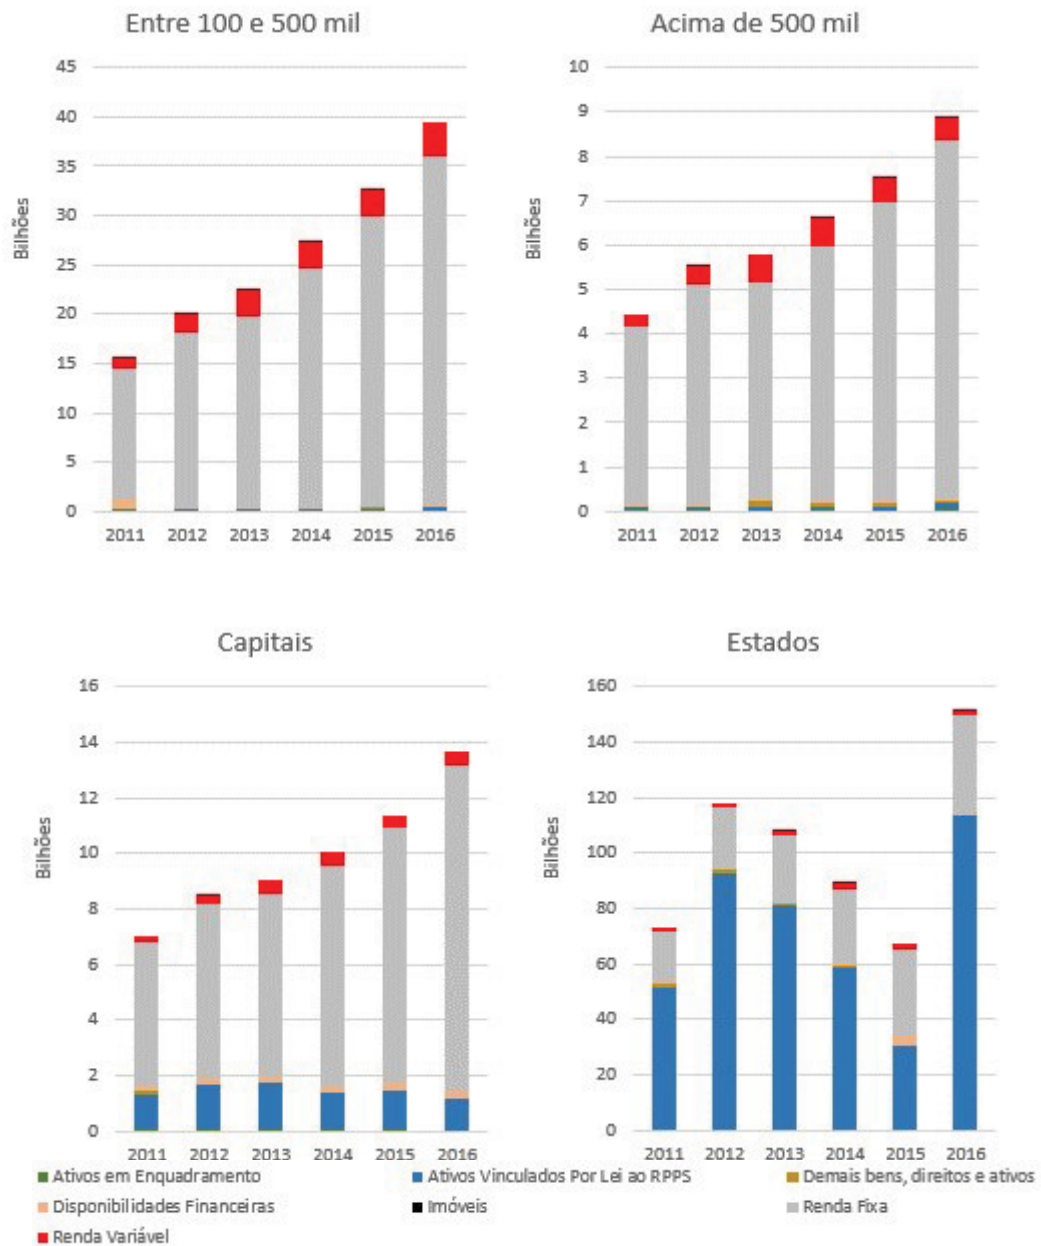 Entre 100 e 500 mil
45
40
35
30
25
20
15
10
5
0
Bilhões
2011 2012 2013 2014 2015 2016
Acima de 500 mil
10
9
8
7
6
5
4
3
2
1
0
Bilhões
2011 2012 2013 2014 2015 2016
Capitais
16
14
12
10
8
6
4
2
0
Bilhões
2011 2012 2013 2014 2015 2016
Estados
160
140
120
100
80
60
40
20
0
Bilhões
2011 2012 2013 2014 2015 2016
Ativos em Enquadramento Ativos Vinculados Por Lei ao RPPS Demais bens, direitos e ativos
Disponibilidades Financeiras Imóveis Renda Fixa
Renda Variável